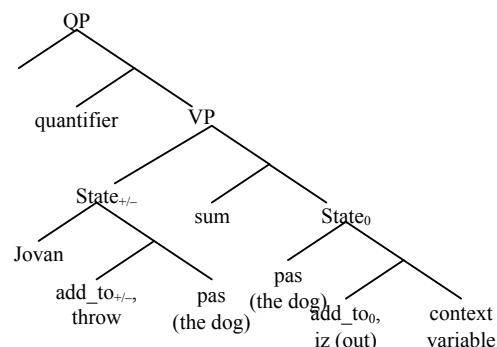 QP
quantifier
VP
State+/–
sum
State0
Jovan
pas
(the dog)
add_to+/–,
throw
pas
(the dog)
add_to0,
iz (out)
context
variable